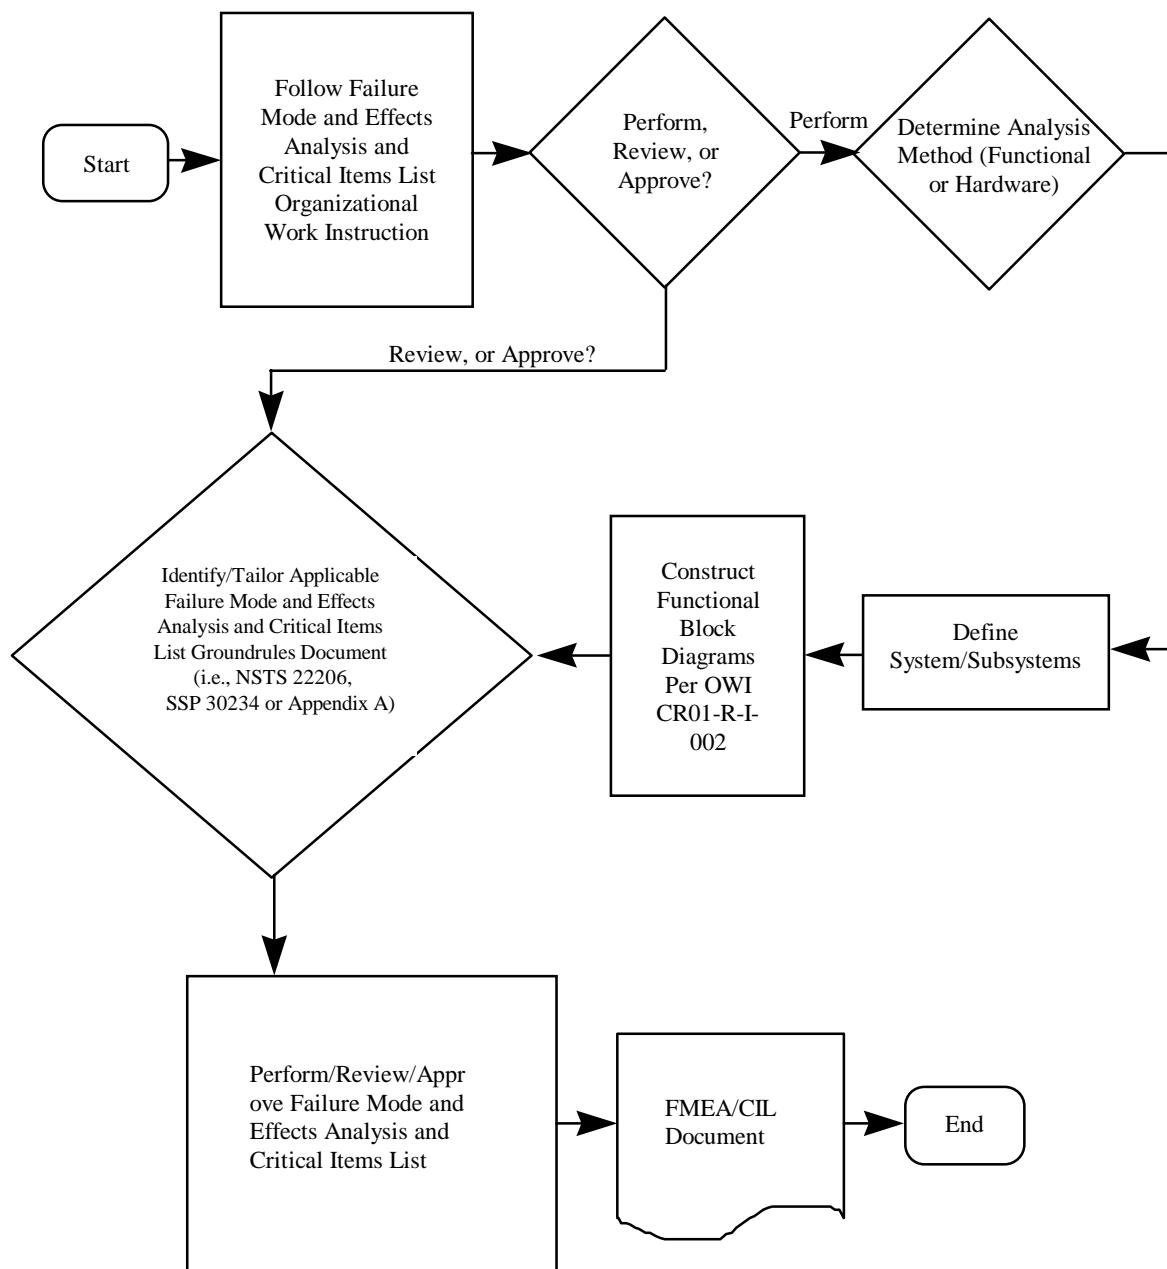 Start
Follow Failure
Mode and Effects
Analysis and
Critical Items List
Organizational
Work Instruction
Perform,
Review, or
Approve?
Perform
Determine Analysis
Method (Functional
or Hardware)
Review, or Approve?
Identify/Tailor Applicable
Failure Mode and Effects
Analysis and Critical Items
List Groundrules Document
(i.e., NSTS 22206,
SSP 30234 or Appendix A)
Construct
Functional
Block
Diagrams
Per OWI
CR01-R-I-
002
Define
System/Subsystems
Perform/Review/Appr
ove Failure Mode and
Effects Analysis and
Critical Items List
FMEA/CIL
Document
End